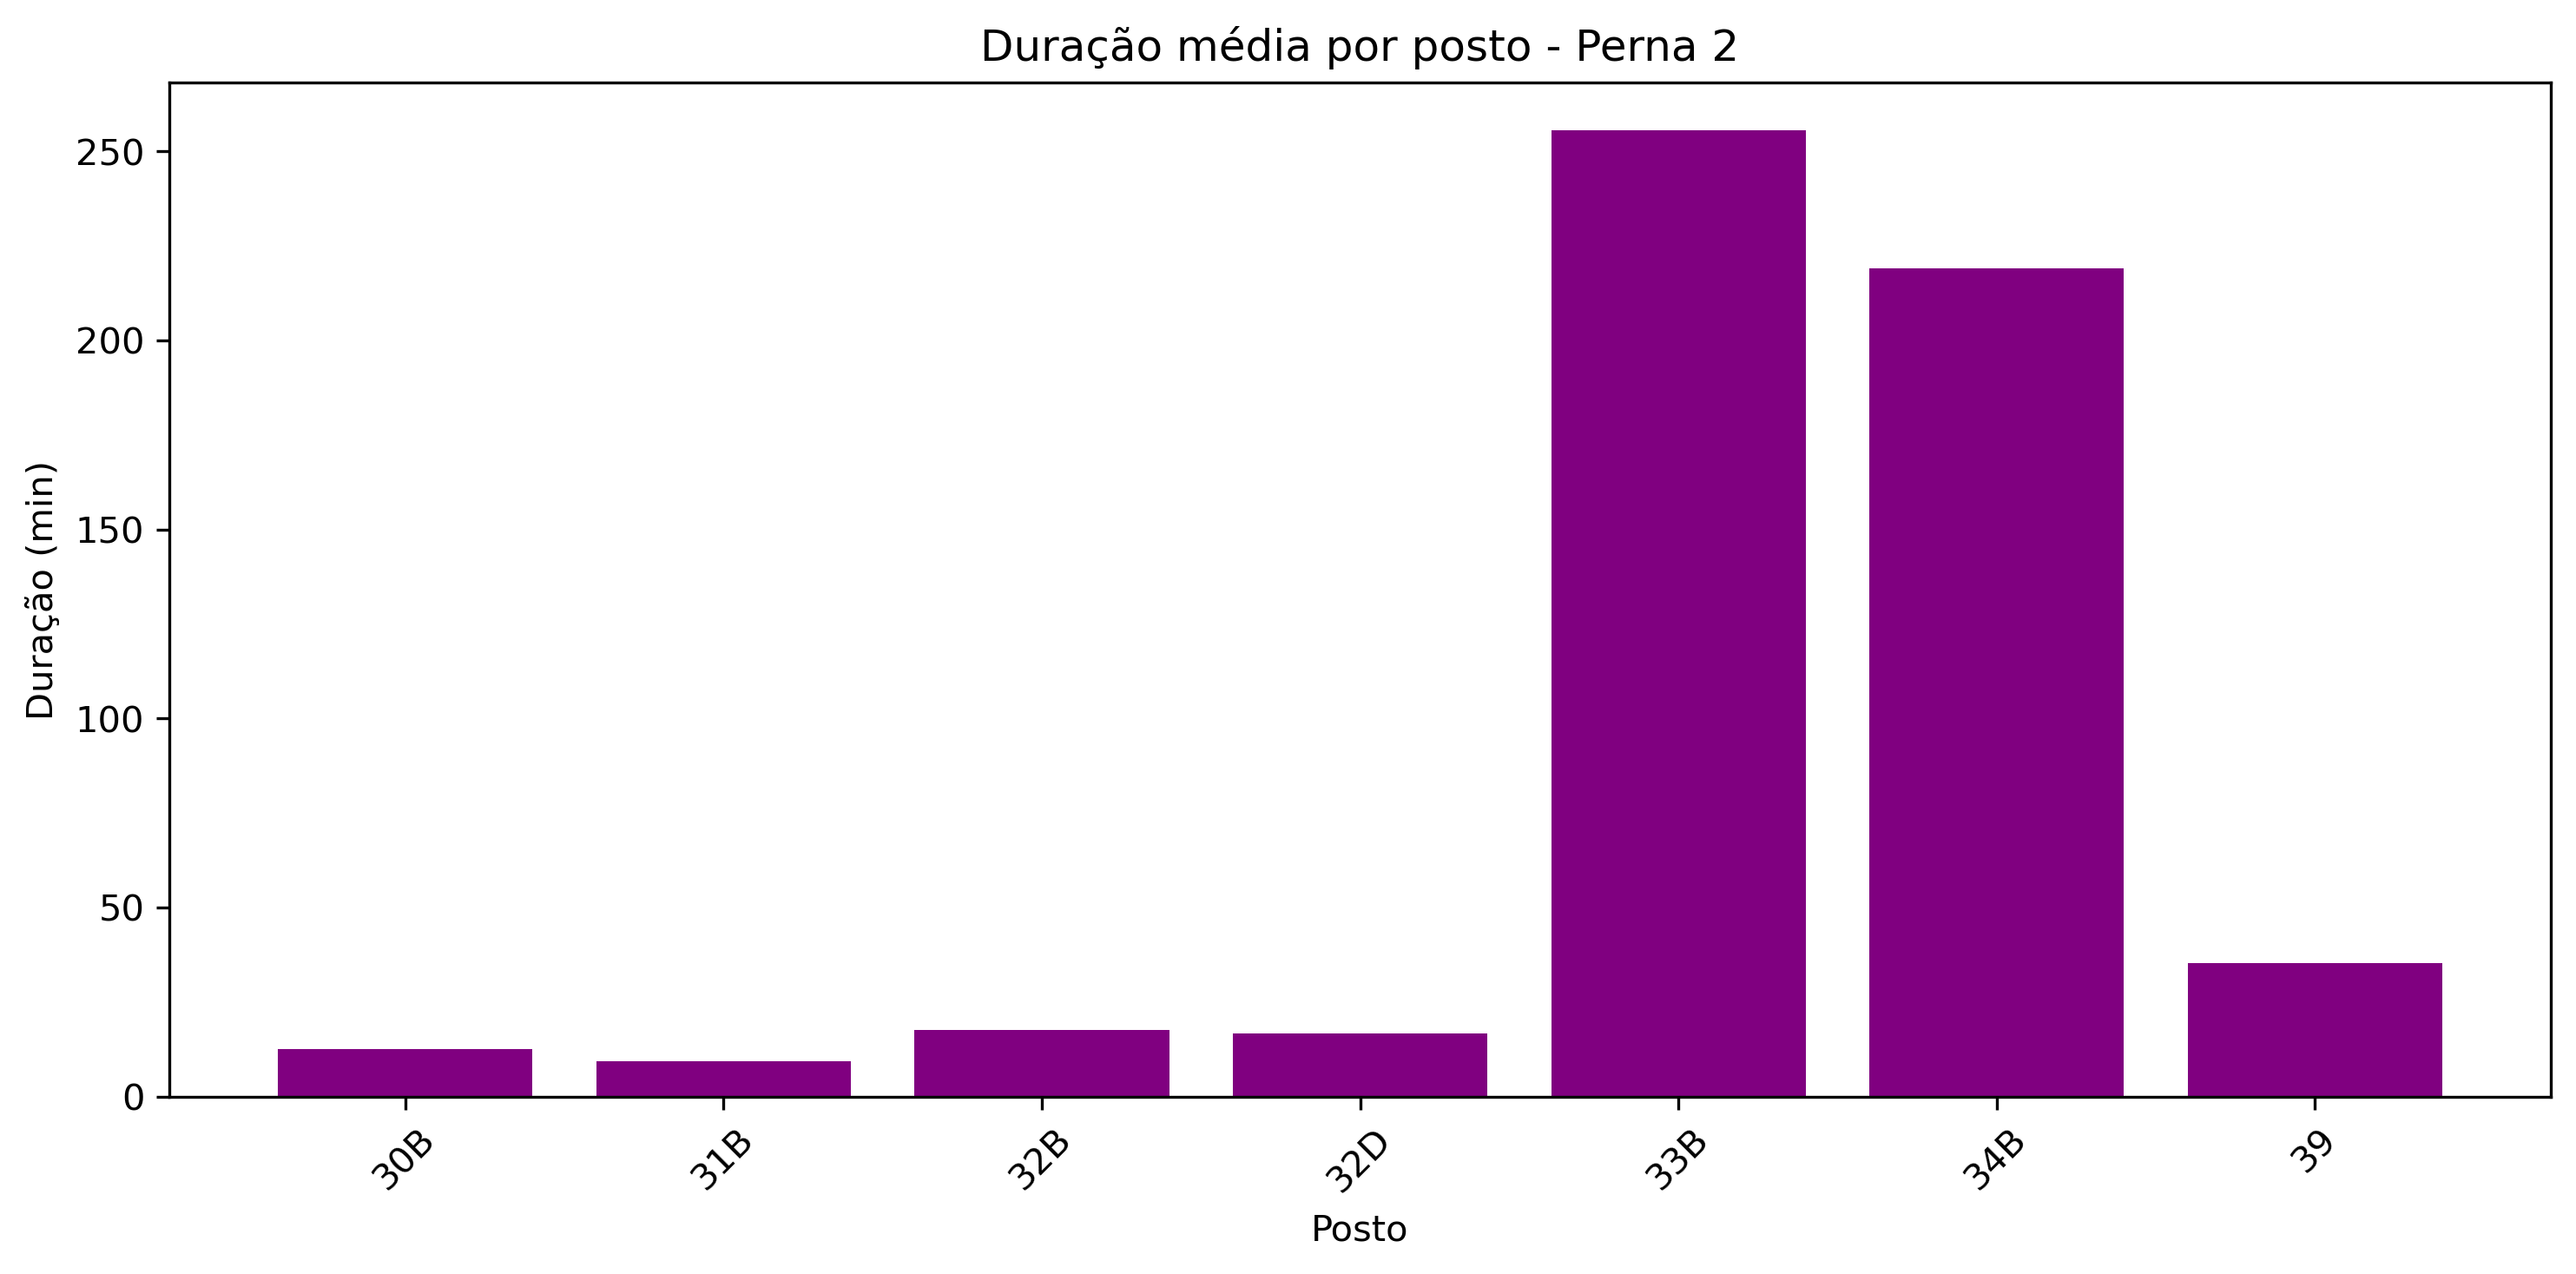 Duração média por posto - Perna 2
Duração (min)
250
200
150
100
50
0
30B
31B
32B
32D
33B
34B
39
Posto